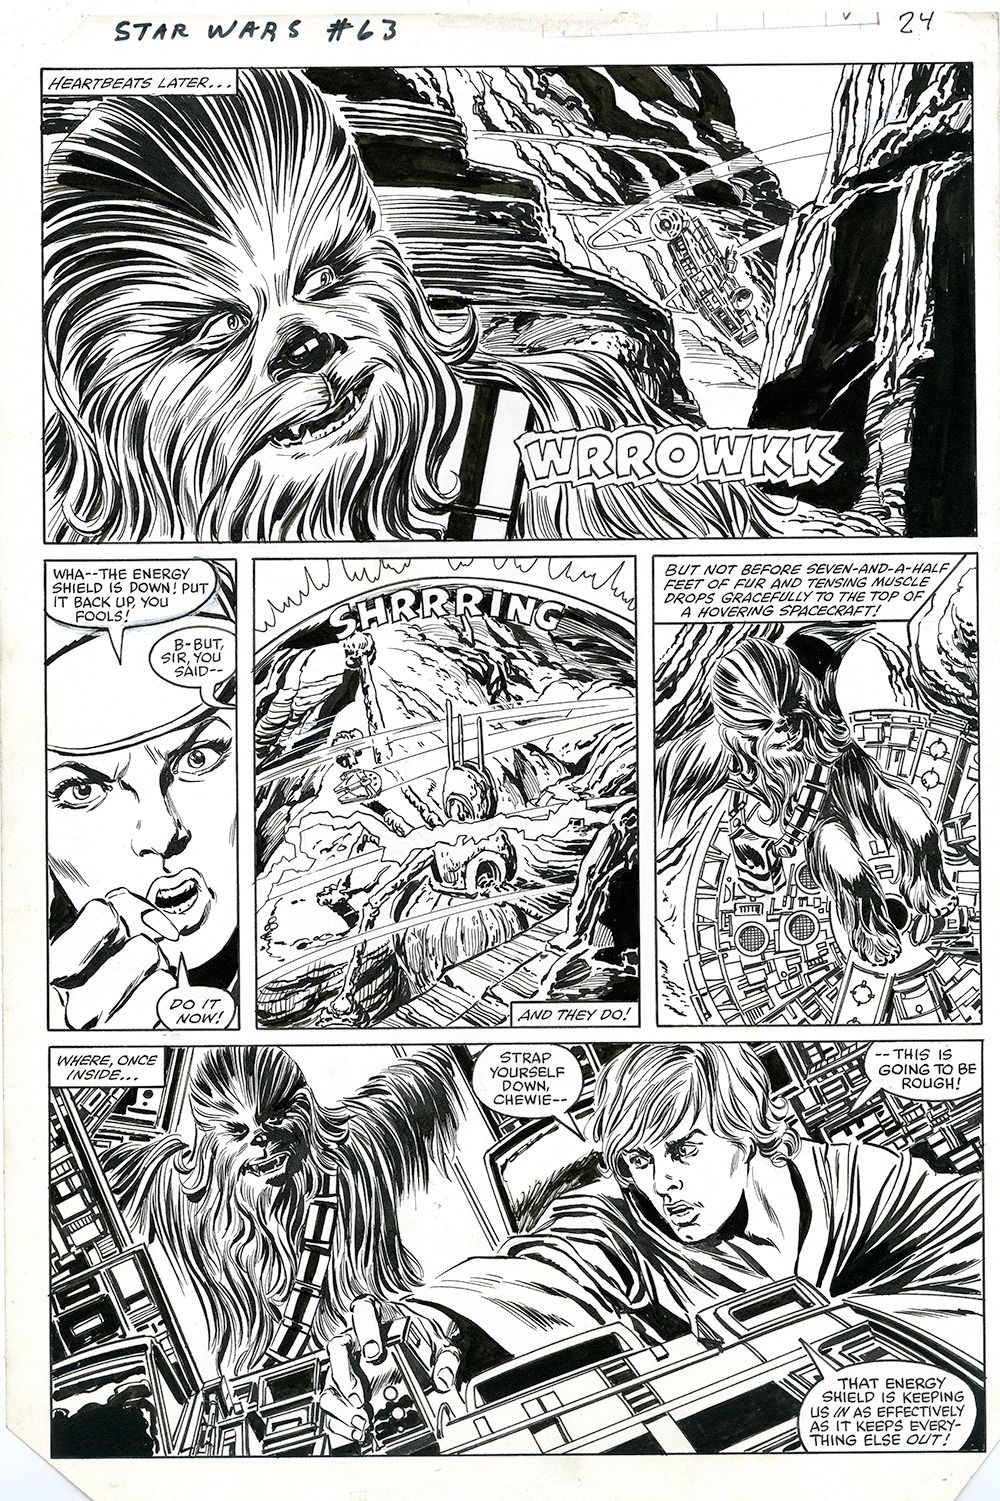 STAR WARS #63
24
HEARTBEATS LATER...
WRROWKK
WHA--THE ENERGY
SHIELD IS DOWN! PUT
IT BACK UP, YOU
FOOLS!
B-BUT,
SIR, YOU
SAID--
DO IT
NOW!
SHRRRING
AND THEY DO!
BUT NOT BEFORE SEVEN-AND-A-HALF
FEET OF FUR AND TENSING MUSCLE
DROPS GRACEFULLY TO THE TOP OF
A HOVERING SPACECRAFT!
WHERE, ONCE
INSIDE...
STRAP
YOURSELF
DOWN,
CHEWIE--
--THIS IS
GOING TO BE
ROUGH!
THAT ENERGY
SHIELD IS KEEPING
US IN AS EFFECTIVELY
AS IT KEEPS EVERY-
THING ELSE OUT!